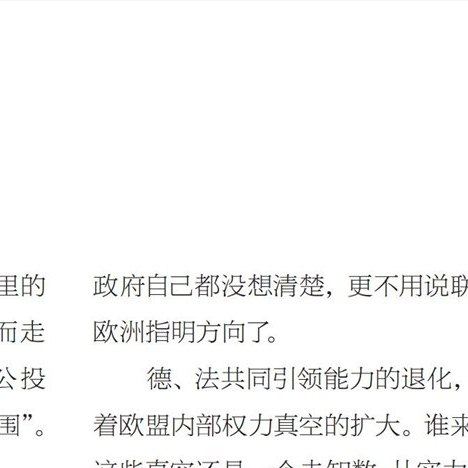 里的
而走
公投
围”。
政府自己都没想清楚，更不用说联
欧洲指明方向了。
德、法共同引领能力的退化，
着欧盟内部权力真空的扩大。谁来